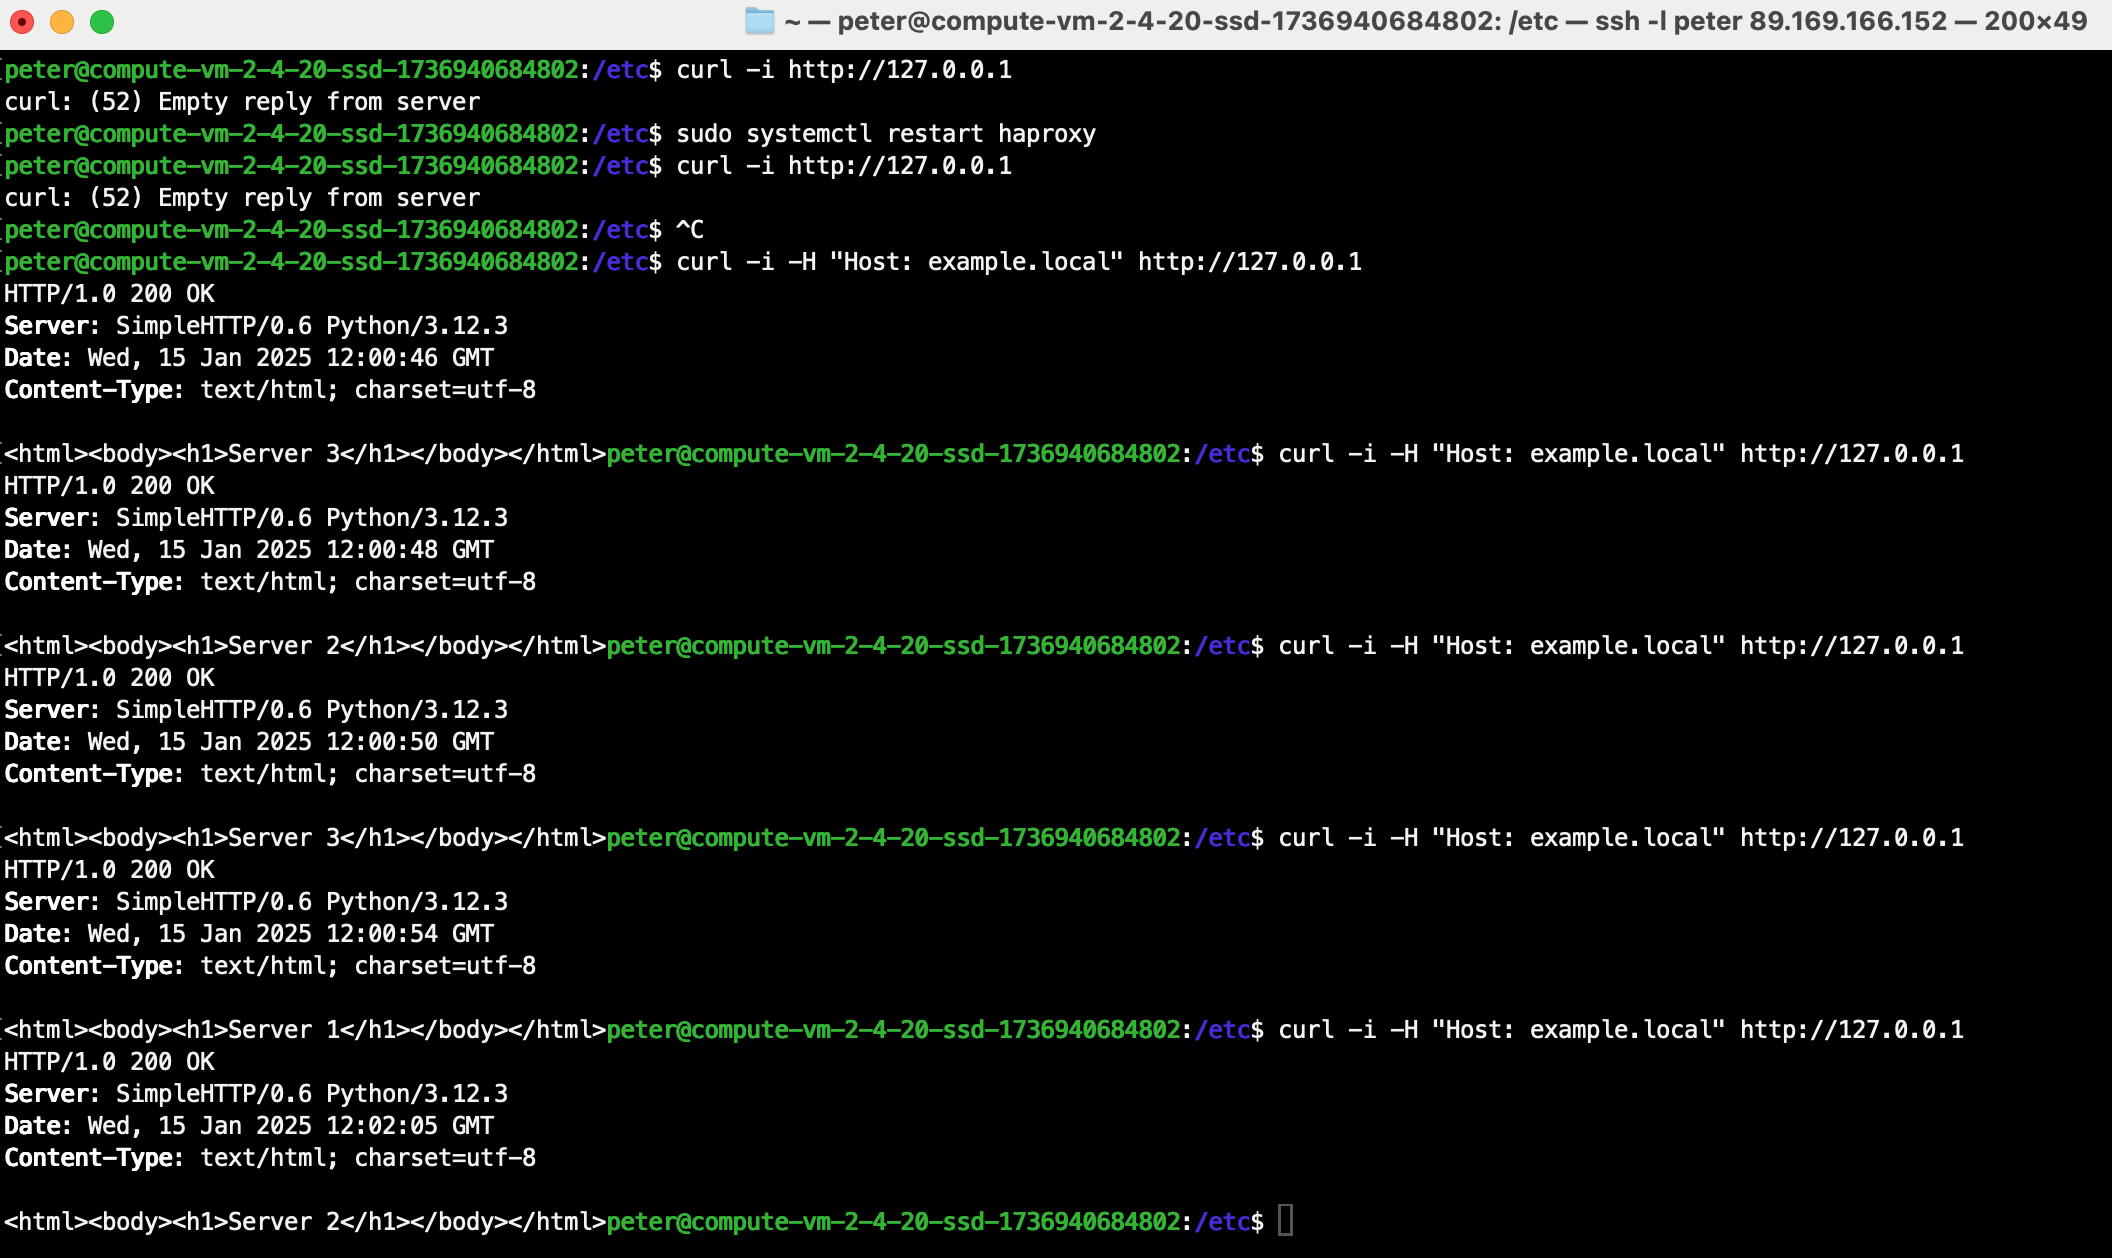 ~ — peter@compute-vm-2-4-20-ssd-1736940684802: /etc — ssh -l peter 89.169.166.152 — 200×49
peter@compute-vm-2-4-20-ssd-1736940684802:/etc$ curl -i http://127.0.0.1
curl: (52) Empty reply from server
peter@compute-vm-2-4-20-ssd-1736940684802:/etc$ sudo systemctl restart haproxy
peter@compute-vm-2-4-20-ssd-1736940684802:/etc$ curl -i http://127.0.0.1
curl: (52) Empty reply from server
peter@compute-vm-2-4-20-ssd-1736940684802:/etc$ ^C
peter@compute-vm-2-4-20-ssd-1736940684802:/etc$ curl -i -H "Host: example.local" http://127.0.0.1
HTTP/1.0 200 OK
Server: SimpleHTTP/0.6 Python/3.12.3
Date: Wed, 15 Jan 2025 12:00:46 GMT
Content-Type: text/html; charset=utf-8
<html><body><h1>Server 3</h1></body></html>peter@compute-vm-2-4-20-ssd-1736940684802:/etc$ curl -i -H "Host: example.local" http://127.0.0.1
HTTP/1.0 200 OK
Server: SimpleHTTP/0.6 Python/3.12.3
Date: Wed, 15 Jan 2025 12:00:48 GMT
Content-Type: text/html; charset=utf-8
<html><body><h1>Server 2</h1></body></html>peter@compute-vm-2-4-20-ssd-1736940684802:/etc$ curl -i -H "Host: example.local" http://127.0.0.1
HTTP/1.0 200 OK
Server: SimpleHTTP/0.6 Python/3.12.3
Date: Wed, 15 Jan 2025 12:00:50 GMT
Content-Type: text/html; charset=utf-8
<html><body><h1>Server 3</h1></body></html>peter@compute-vm-2-4-20-ssd-1736940684802:/etc$ curl -i -H "Host: example.local" http://127.0.0.1
HTTP/1.0 200 OK
Server: SimpleHTTP/0.6 Python/3.12.3
Date: Wed, 15 Jan 2025 12:00:54 GMT
Content-Type: text/html; charset=utf-8
<html><body><h1>Server 1</h1></body></html>peter@compute-vm-2-4-20-ssd-1736940684802:/etc$ curl -i -H "Host: example.local" http://127.0.0.1
HTTP/1.0 200 OK
Server: SimpleHTTP/0.6 Python/3.12.3
Date: Wed, 15 Jan 2025 12:02:05 GMT
Content-Type: text/html; charset=utf-8
<html><body><h1>Server 2</h1></body></html>peter@compute-vm-2-4-20-ssd-1736940684802:/etc$